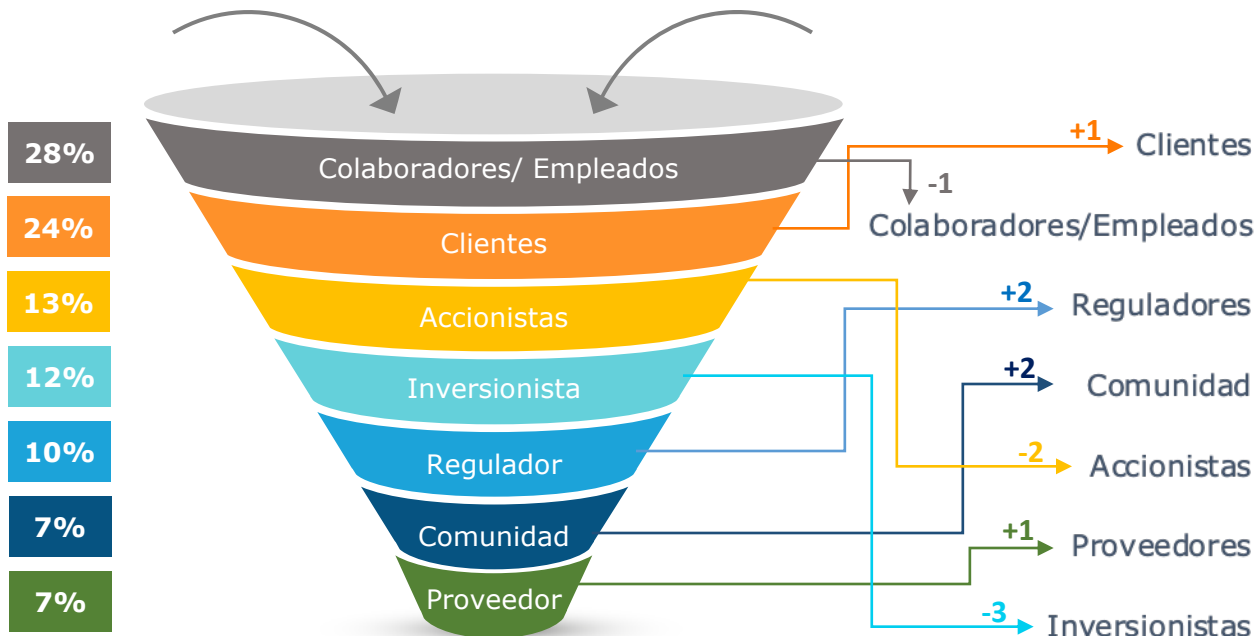 28%
Colaboradores/ Empleados
+1
Clientes
-1
24%
Clientes
Colaboradores/Empleados
13%
Accionistas
+2
Reguladores
12%
Inversionista
+2
Comunidad
10%
Regulador
-2
Accionistas
7%
Comunidad
+1
Proveedores
7%
Proveedor
-3
Inversionistas